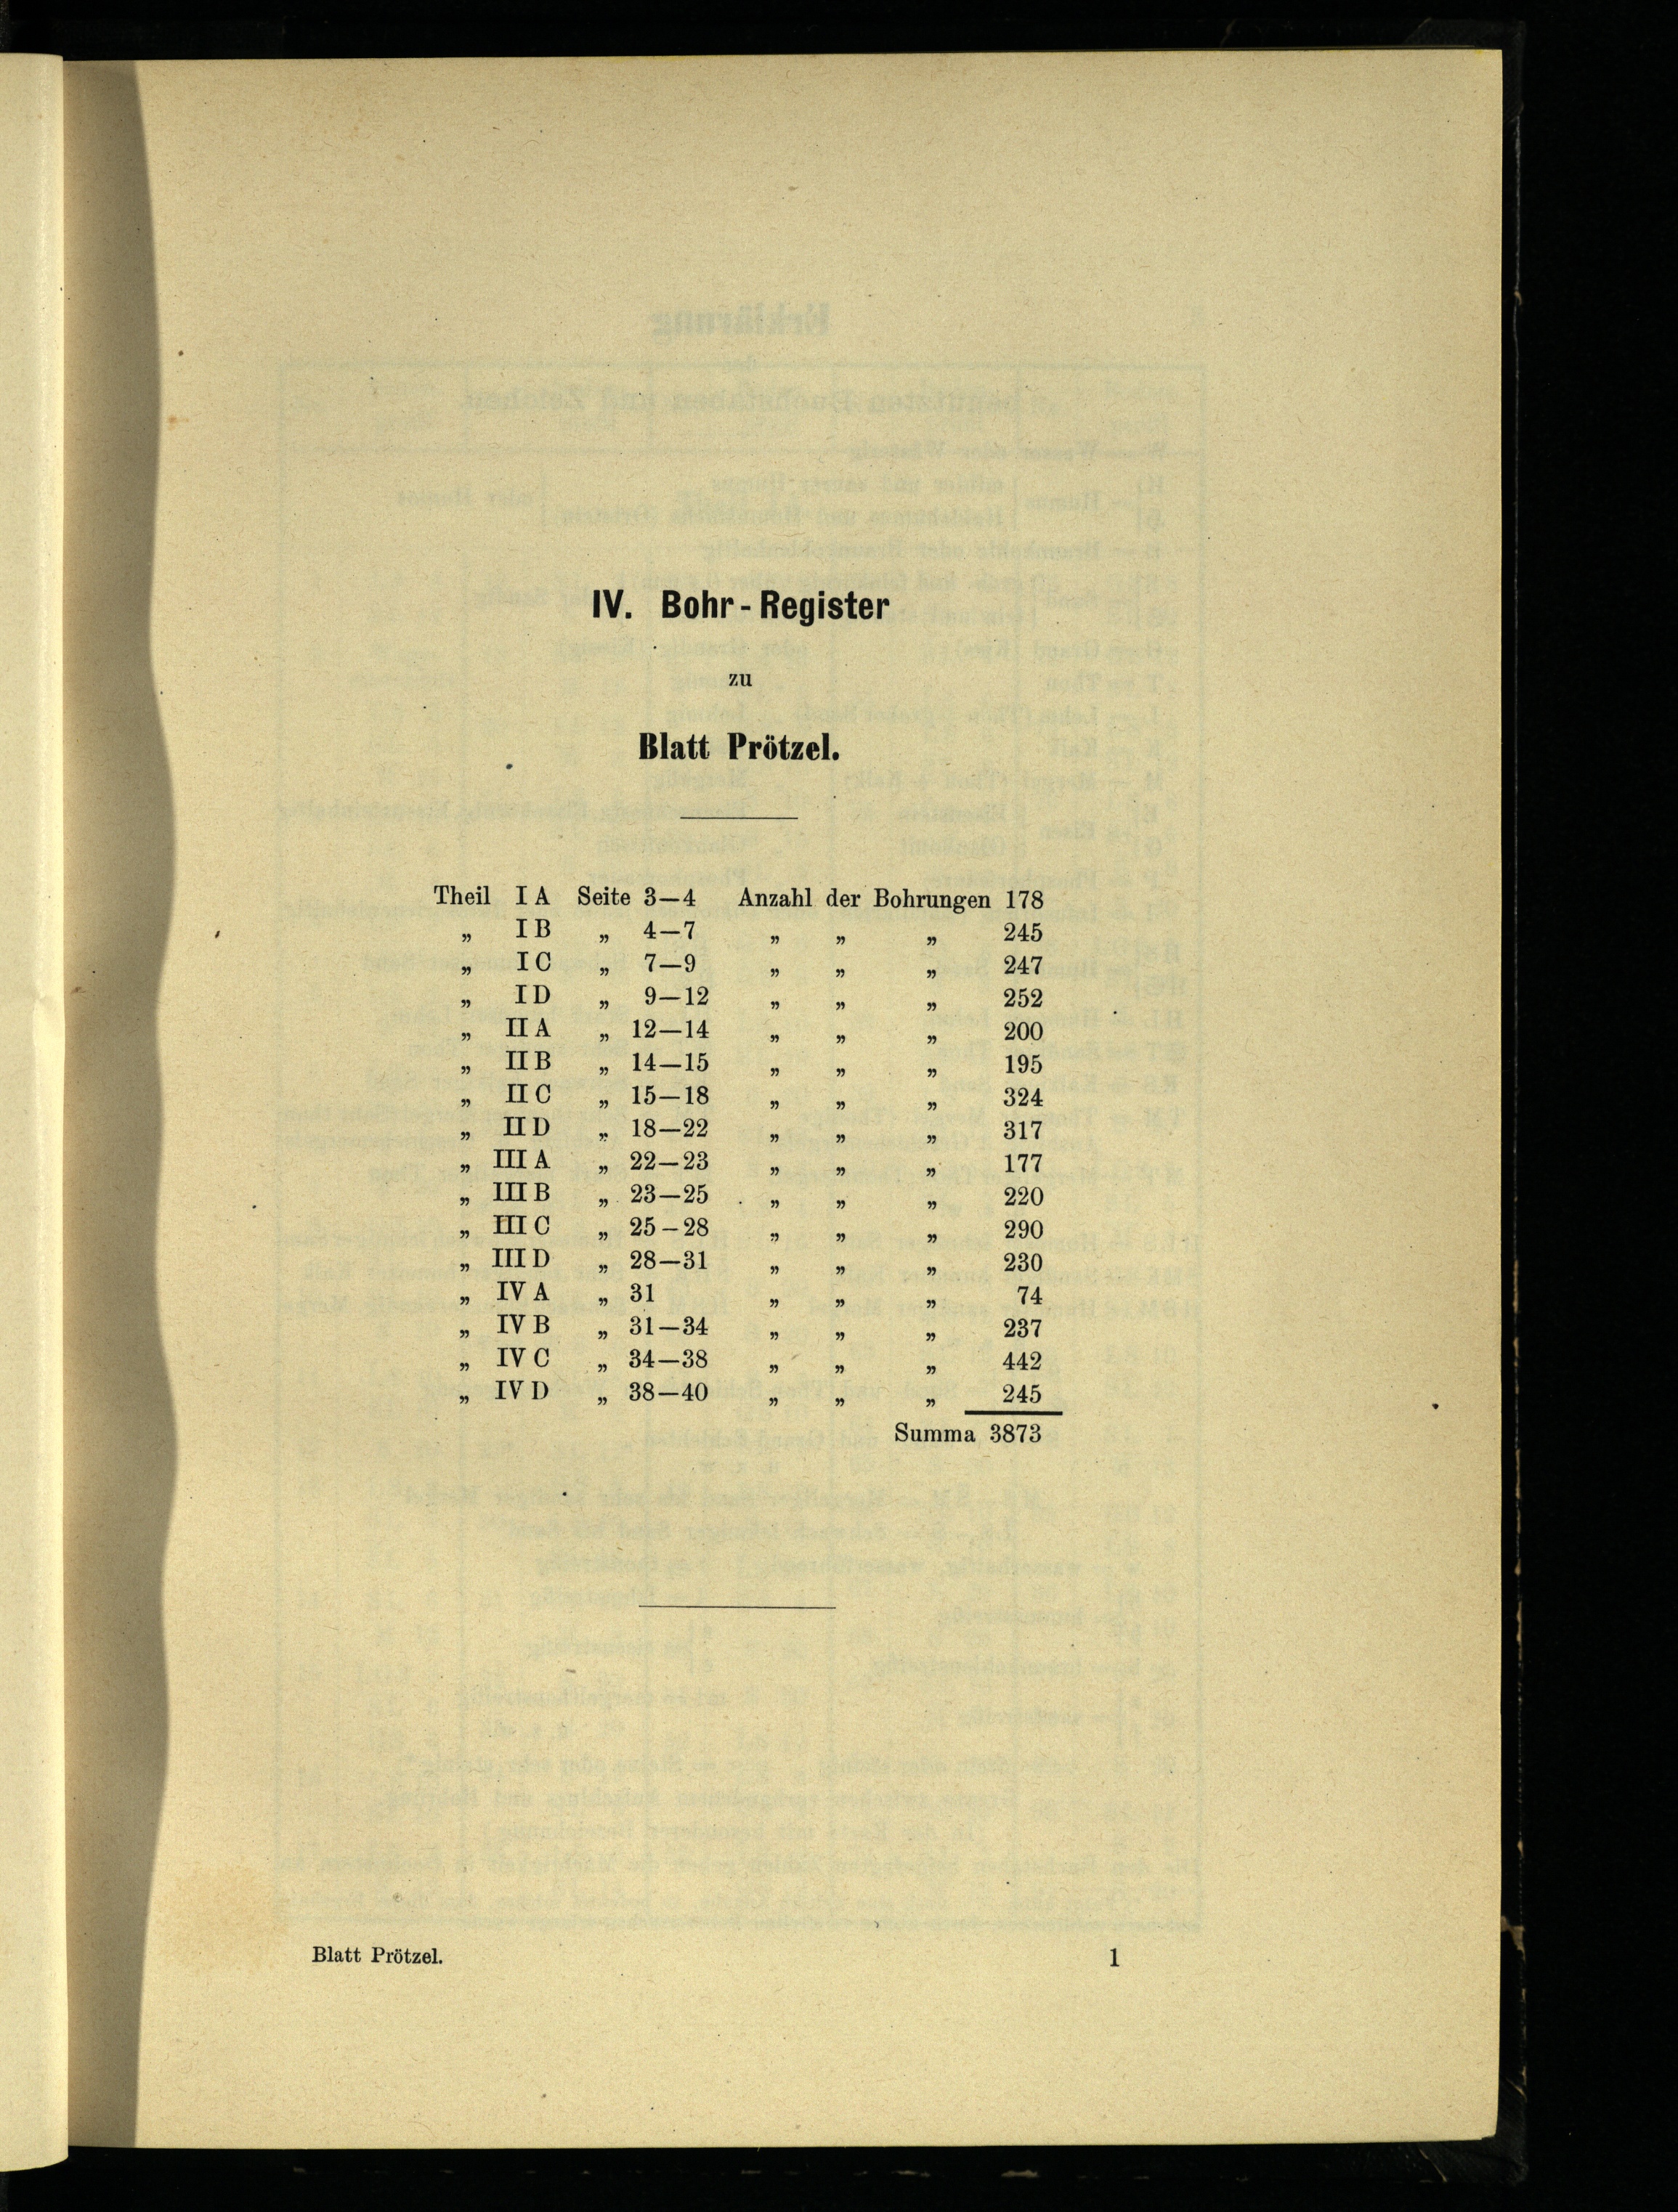 IV. Bohr-Register
zu
Blatt Prötzel.
Theil I A Seite 3—4 Anzahl der Bohrungen 178
„ I B „ 4—7 „ „ „ 245
„ I C „ 7—9 „ „ „ 247
„ I D „ 9—12 „ „ „ 252
„ II A „ 12—14 „ „ „ 200
„ II B „ 14—15 „ „ „ 195
„ II C „ 15—18 „ „ „ 324
„ II D „ 18—22 „ „ „ 317
„ III A „ 22—23 „ „ „ 177
„ III B „ 23—25 „ „ „ 220
„ III C „ 25–28 „ „ „ 290
„ III D „ 28—31 „ „ „ 230
„ IV A „ 31 „ „ „ 74
„ IV B „ 31—34 „ „ „ 237
„ IV C „ 34—38 „ „ „ 442
„ IV D „ 38—40 „ „ „ 245
Summa 3873
Blatt Prötzel. 1